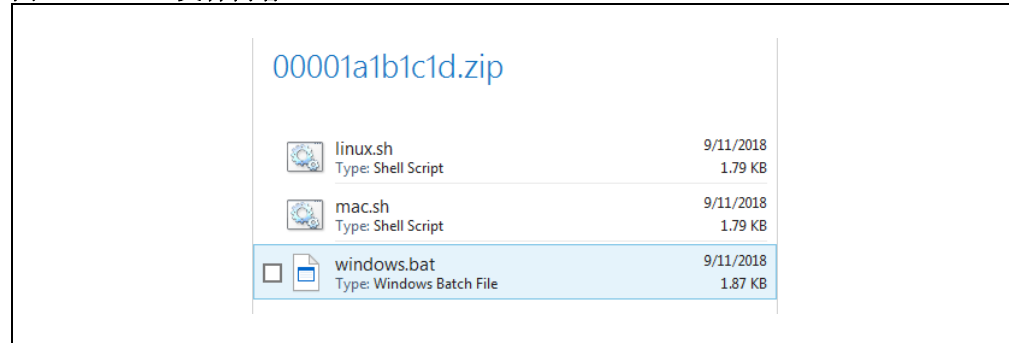 00001a1b1c1d.zip
linux.sh 9/11/2018
Type: Shell Script 1.79 KB
mac.sh 9/11/2018
Type: Shell Script 1.79 KB
windows.bat 9/11/2018
Type: Windows Batch File 1.87 KB